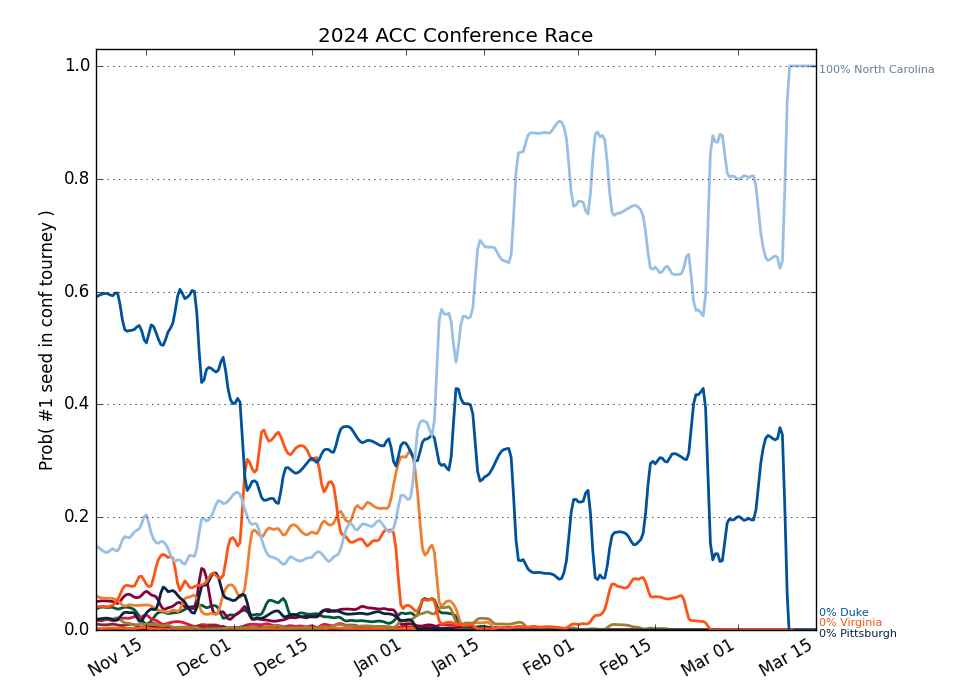 2024 ACC Conference Race
Prob( #1 seed in conf tourney )
1.0
0.8
0.6
0.4
0.2
0.0
100% North Carolina
0% Duke
0% Virginia
0% Pittsburgh
Nov 15
Dec 01
Dec 15
Jan 01
Jan 15
Feb 01
Feb 15
Mar 01
Mar 15